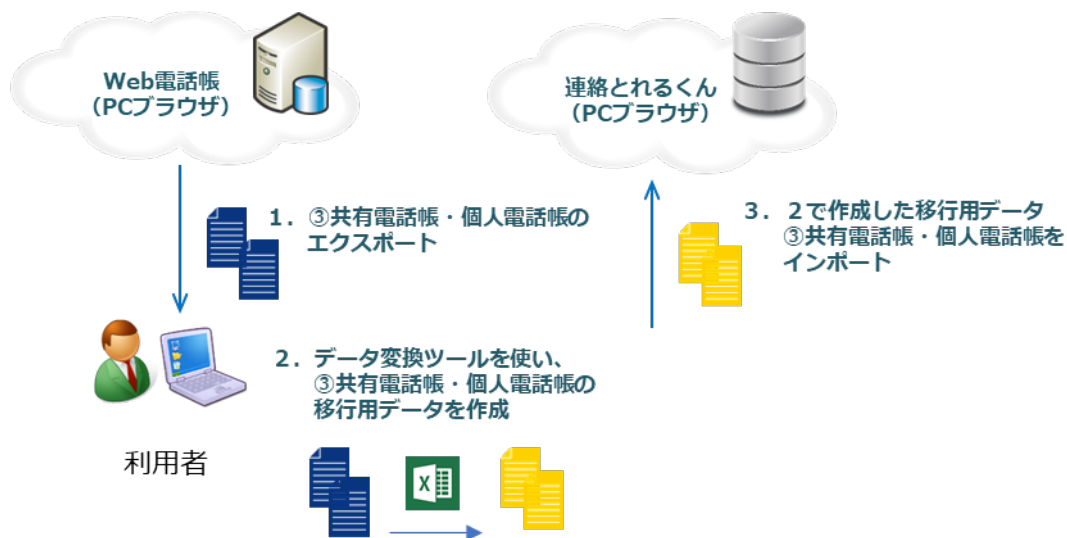 Web電話帳
（PCブラウザ）
連絡とれるくん
（PCブラウザ）
1．③共有電話帳・個人電話帳の
エクスポート
3．２で作成した移行用データ
③共有電話帳・個人電話帳を
インポート
2．データ変換ツールを使い、
③共有電話帳・個人電話帳の
移行用データを作成
利用者
X